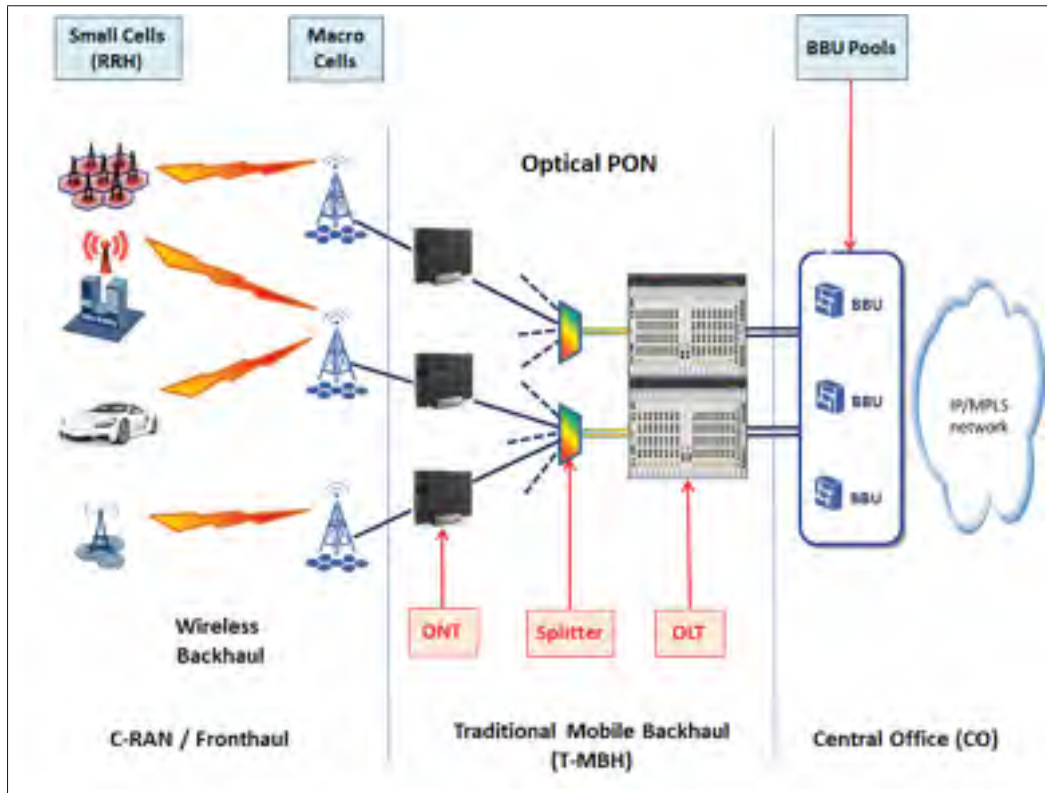 Small Cells
(RRH)
Macro
Cells
BBU Pools
Optical PON
BBU
BBU
BBU
IP/MPLS
network
ONT
Splitter
OLT
Wireless
Backhaul
C-RAN / Fronthaul
Traditional Mobile Backhaul
(T-MBH)
Central Office (CO)